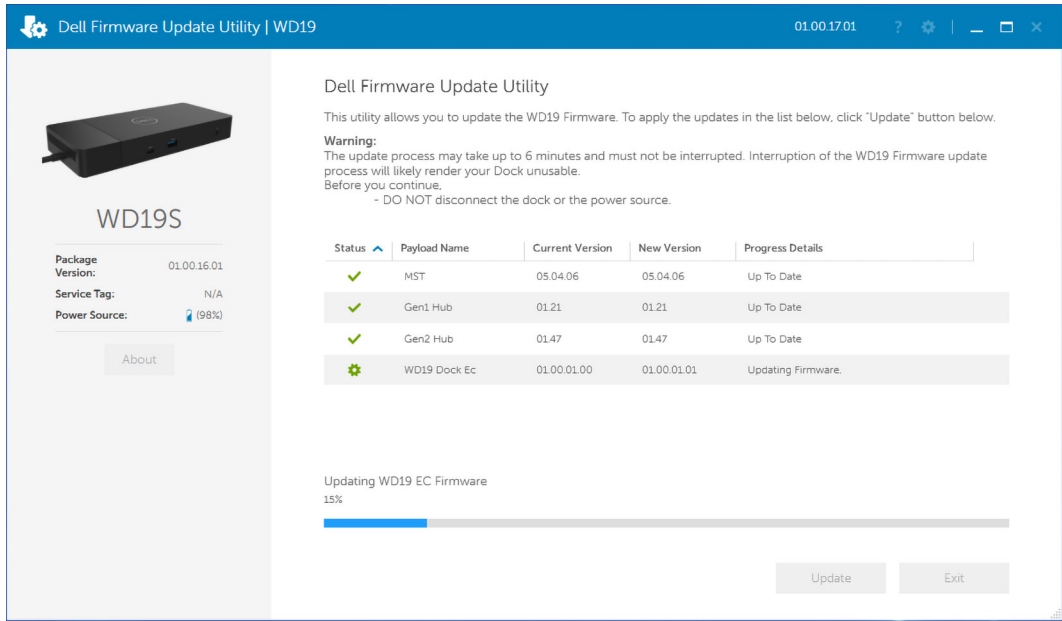 Dell Firmware Update Utility | WD19
01.00.17.01
?
WD19S
Package Version: 01.00.16.01
Service Tag: N/A
Power Source: (98%)
About
Dell Firmware Update Utility
This utility allows you to update the WD19 Firmware. To apply the updates in the list below, click "Update" button below.
Warning:
The update process may take up to 6 minutes and must not be interrupted. Interruption of the WD19 Firmware update
process will likely render your Dock unusable.
Before you continue,
- DO NOT disconnect the dock or the power source.
Status Payload Name Current Version New Version Progress Details
MST 05.04.06 05.04.06 Up To Date
Gen1 Hub 01.21 01.21 Up To Date
Gen2 Hub 01.47 01.47 Up To Date
WD19 Dock Ec 01.00.01.00 01.00.01.01 Updating Firmware.
Updating WD19 EC Firmware
15%
Update
Exit